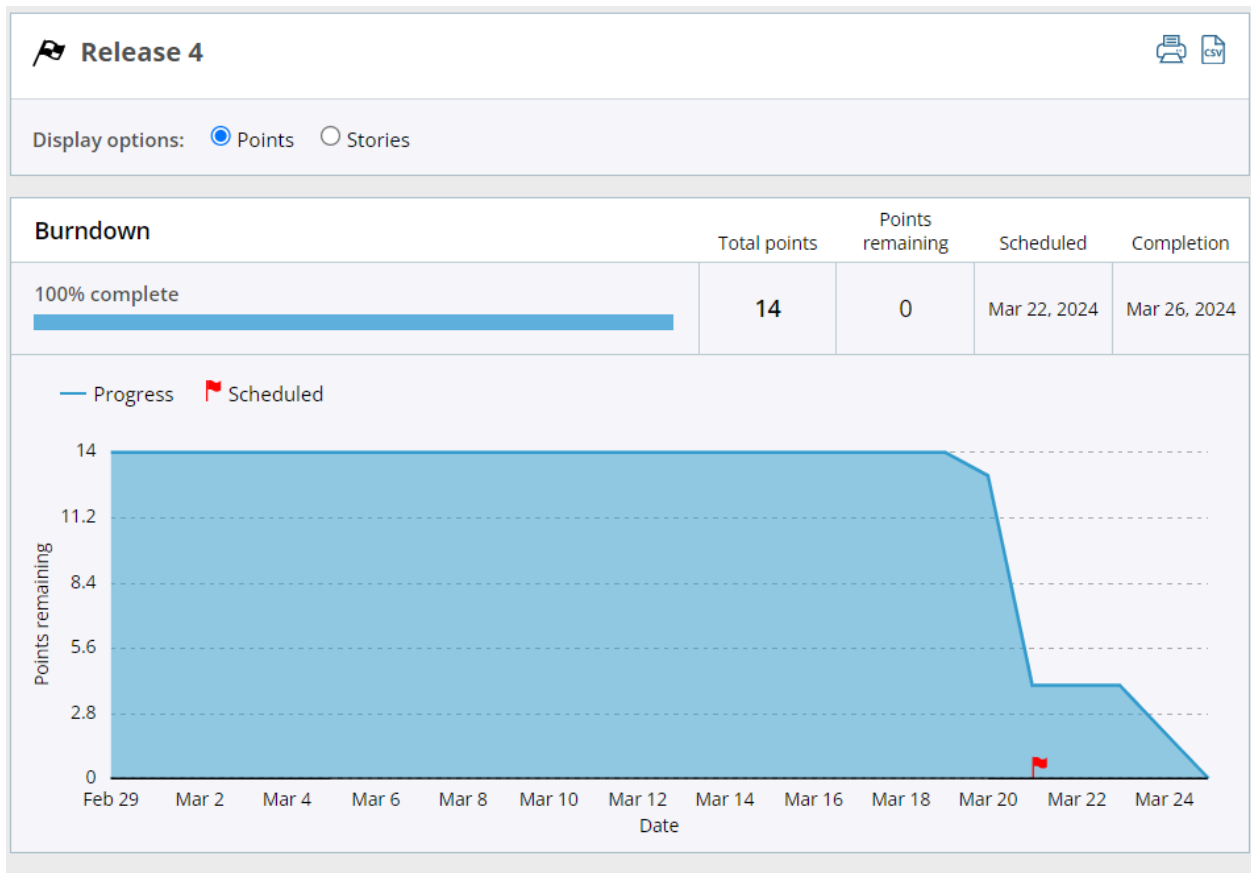 Release 4
CSV
Display options: Points Stories
Burndown
Total points
Points
remaining
Scheduled
Completion
100% complete
14
0
Mar 22, 2024
Mar 26, 2024
Progress Scheduled
14
11.2
8.4
5.6
2.8
0
Points remaining
Feb 29 Mar 2 Mar 4 Mar 6 Mar 8 Mar 10 Mar 12 Mar 14 Mar 16 Mar 18 Mar 20 Mar 22 Mar 24
Date